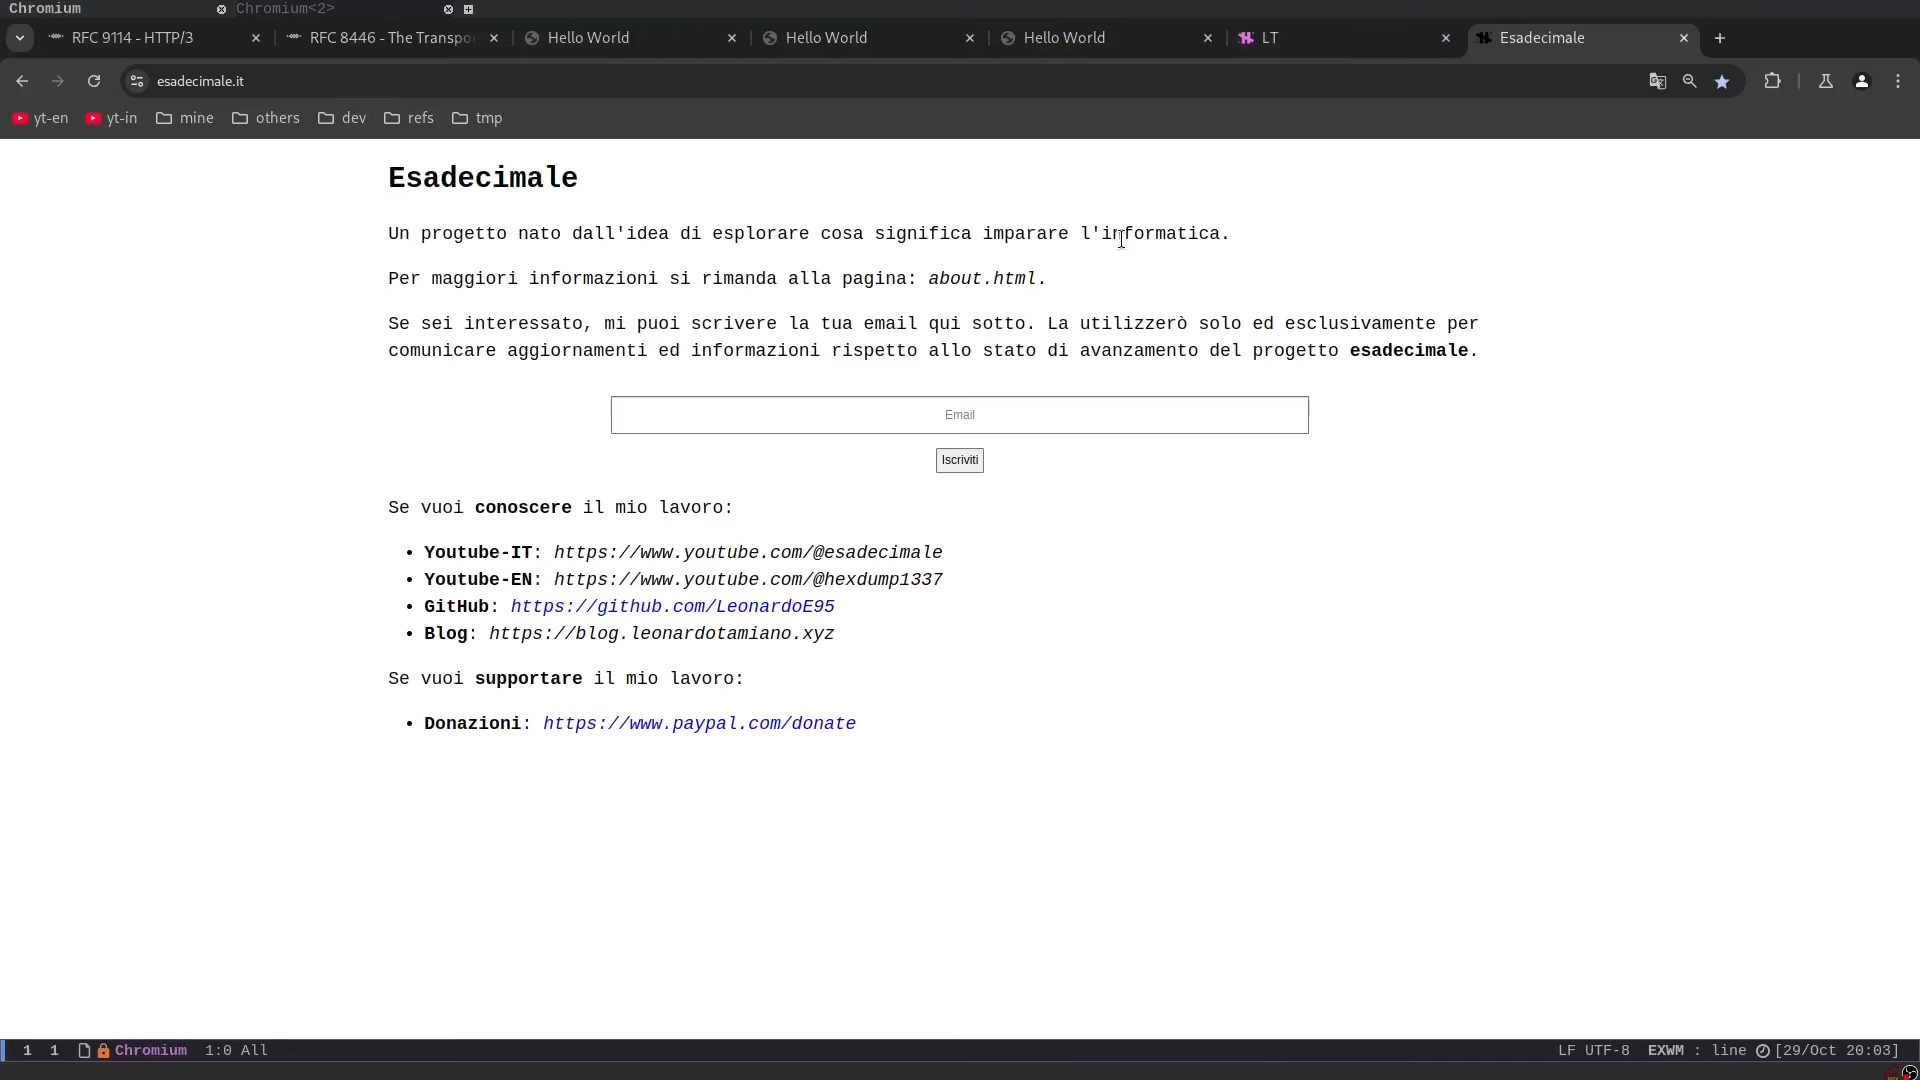 Chromium Chromium<2>
RFC 9114 - HTTP/3 RFC 8446 - The Transpo Hello World Hello World Hello World LT Esadecimale
esadecimale.it
yt-en yt-in mine others dev refs tmp
Esadecimale
Un progetto nato dall'idea di esplorare cosa significa imparare l'informatica.
Per maggiori informazioni si rimanda alla pagina: about.html.
Se sei interessato, mi puoi scrivere la tua email qui sotto. La utilizzerò solo ed esclusivamente per
comunicare aggiornamenti ed informazioni rispetto allo stato di avanzamento del progetto esadecimale.
Email
Iscriviti
Se vuoi conoscere il mio lavoro:
• Youtube-IT: https://www.youtube.com/@esadecimale
• Youtube-EN: https://www.youtube.com/@hexdump1337
• GitHub: https://github.com/LeonardoE95
• Blog: https://blog.leonardotamiano.xyz
Se vuoi supportare il mio lavoro:
• Donazioni: https://www.paypal.com/donate
1 1 Chromium 1:0 All LF UTF-8 EXWM : line [29/Oct 20:03]